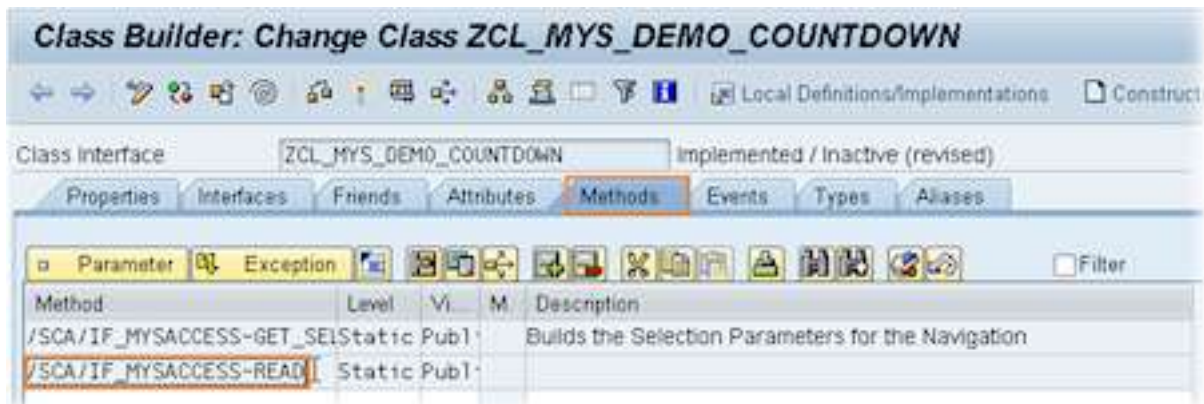 Class Builder: Change Class ZCL_MYS_DEMO_COUNTDOWN
Local Definitions/Implementations Construct
Class Interface ZCL_MYS_DEMO_COUNTDOWN Implemented / Inactive (revised)
Properties Interfaces Friends Attributes Methods Events Types Aliases
Parameter Exception Filter
Method Level Vi... M. Description
/SCA/IF_MYSACCESS~GET_SELStatic Publ Builds the Selection Parameters for the Navigation
/SCA/IF_MYSACCESS~READ Static Publ